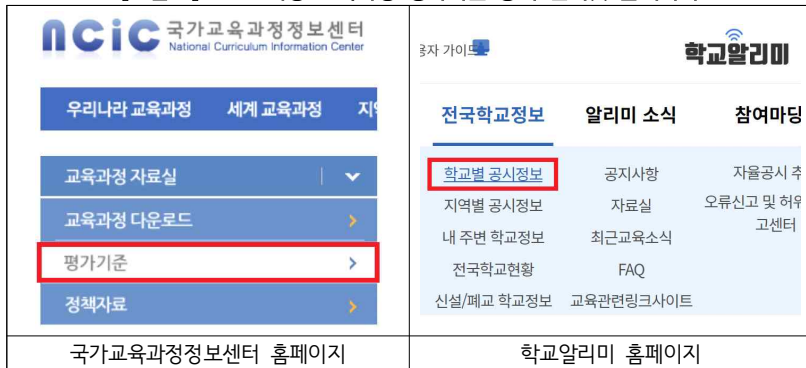 ncic 국가교육과정정보센터
National Curriculum Information Center
우리나라 교육과정 세계 교육과정
교육과정 자료실
교육과정 다운로드
평가기준
정책자료
국가교육과정정보센터 홈페이지
학교알리미
전국학교정보 알리미 소식 참여마당
학교별 공시정보 공지사항 자율공시
지역별 공시정보 자료실 오류신고 및
내 주변 학교정보 최근교육소식 고센터
전국학교현황 FAQ
신설/폐교 학교정보 교육관련링크사이트
학교알리미 홈페이지